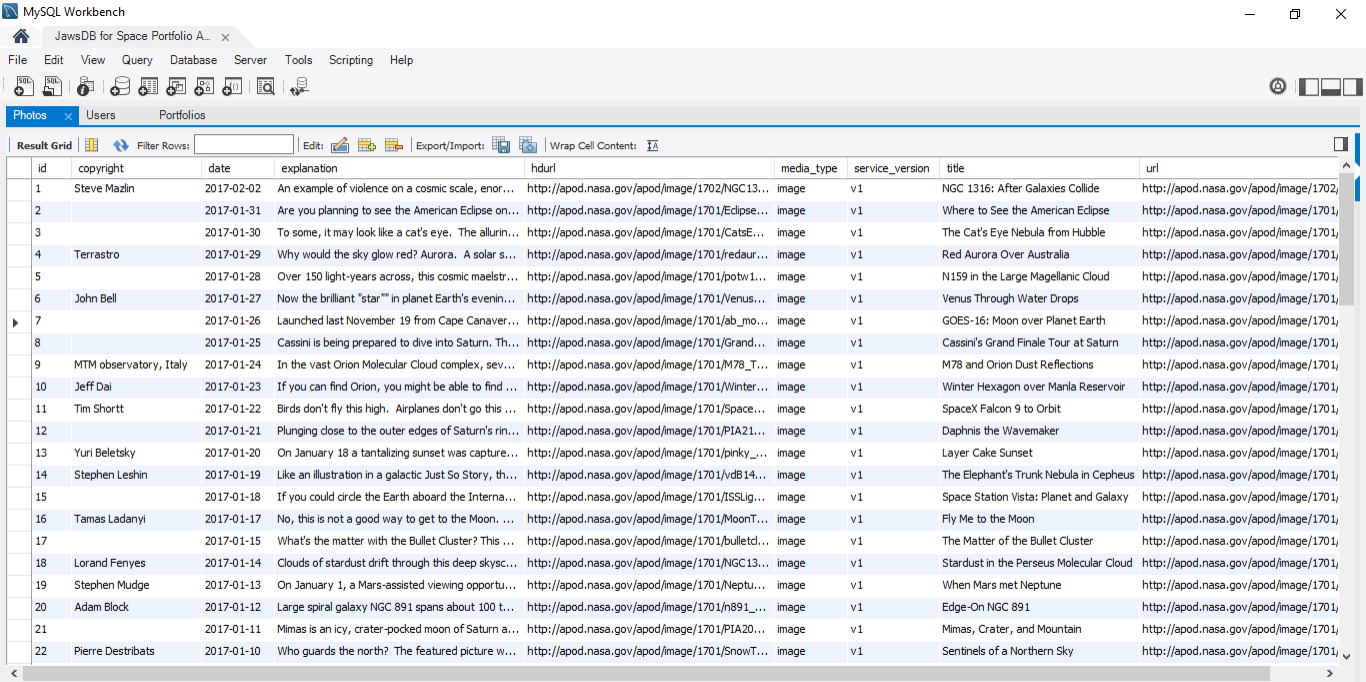 MySQL Workbench
JawsDB for Space Portfolio A...
File Edit View Query Database Server Tools Scripting Help
Photos Users Portfolios
Result Grid Filter Rows: Edit: Export/Import: Wrap Cell Content:
id copyright date explanation hdurl media_type service_version title url
1 Steve Mazlin 2017-02-02 An example of violence on a cosmic scale, enor... http://apod.nasa.gov/apod/image/1702/NGC13... image v1 NGC 1316: After Galaxies Collide http://apod.nasa.gov/apod/image/1702/
2 2017-01-31 Are you planning to see the American Eclipse on... http://apod.nasa.gov/apod/image/1701/Eclipse... image v1 Where to See the American Eclipse http://apod.nasa.gov/apod/image/1701/
3 2017-01-30 To some, it may look like a cat's eye. The allurin... http://apod.nasa.gov/apod/image/1701/CatsE... image v1 The Cat's Eye Nebula from Hubble http://apod.nasa.gov/apod/image/1701/
4 Terrastro 2017-01-29 Why would the sky glow red? Aurora. A solar s... http://apod.nasa.gov/apod/image/1701/redaur... image v1 Red Aurora Over Australia http://apod.nasa.gov/apod/image/1701/
5 2017-01-28 Over 150 light-years across, this cosmic maelstr... http://apod.nasa.gov/apod/image/1701/potw1... image v1 N159 in the Large Magellanic Cloud http://apod.nasa.gov/apod/image/1701/
6 John Bell 2017-01-27 Now the brilliant "star"" in planet Earth's evenin... http://apod.nasa.gov/apod/image/1701/Venus... image v1 Venus Through Water Drops http://apod.nasa.gov/apod/image/1701/
7 2017-01-26 Launched last November 19 from Cape Canaver... http://apod.nasa.gov/apod/image/1701/ab_mo... image v1 GOES-16: Moon over Planet Earth http://apod.nasa.gov/apod/image/1701/
8 2017-01-25 Cassini is being prepared to dive into Saturn. Th... http://apod.nasa.gov/apod/image/1701/Grand... image v1 Cassini's Grand Finale Tour at Saturn http://apod.nasa.gov/apod/image/1701/
9 MTM observatory, Italy 2017-01-24 In the vast Orion Molecular Cloud complex, sev... http://apod.nasa.gov/apod/image/1701/M78_T... image v1 M78 and Orion Dust Reflections http://apod.nasa.gov/apod/image/1701/
10 Jeff Dai 2017-01-23 If you can find Orion, you might be able to find ... http://apod.nasa.gov/apod/image/1701/Winter... image v1 Winter Hexagon over Manla Reservoir http://apod.nasa.gov/apod/image/1701/
11 Tim Shortt 2017-01-22 Birds don't fly this high. Airplanes don't go this ... http://apod.nasa.gov/apod/image/1701/Space... image v1 SpaceX Falcon 9 to Orbit http://apod.nasa.gov/apod/image/1701/
12 2017-01-21 Plunging close to the outer edges of Saturn's rin... http://apod.nasa.gov/apod/image/1701/PIA21... image v1 Daphnis the Wavemaker http://apod.nasa.gov/apod/image/1701/
13 Yuri Beletsky 2017-01-20 On January 18 a tantalizing sunset was capture... http://apod.nasa.gov/apod/image/1701/pinky_... image v1 Layer Cake Sunset http://apod.nasa.gov/apod/image/1701/
14 Stephen Leshin 2017-01-19 Like an illustration in a galactic Just So Story, th... http://apod.nasa.gov/apod/image/1701/vdB14... image v1 The Elephant's Trunk Nebula in Cepheus http://apod.nasa.gov/apod/image/1701/
15 2017-01-18 If you could circle the Earth aboard the Interna... http://apod.nasa.gov/apod/image/1701/ISSLig... image v1 Space Station Vista: Planet and Galaxy http://apod.nasa.gov/apod/image/1701/
16 Tamas Ladanyi 2017-01-17 No, this is not a good way to get to the Moon. ... http://apod.nasa.gov/apod/image/1701/MoonT... image v1 Fly Me to the Moon http://apod.nasa.gov/apod/image/1701/
17 2017-01-15 What's the matter with the Bullet Cluster? This ... http://apod.nasa.gov/apod/image/1701/bulletcl... image v1 The Matter of the Bullet Cluster http://apod.nasa.gov/apod/image/1701/
18 Lorand Fenyes 2017-01-14 Clouds of stardust drift through this deep skysc... http://apod.nasa.gov/apod/image/1701/NGC13... image v1 Stardust in the Perseus Molecular Cloud http://apod.nasa.gov/apod/image/1701/
19 Stephen Mudge 2017-01-13 On January 1, a Mars-assisted viewing opportu... http://apod.nasa.gov/apod/image/1701/Neptu... image v1 When Mars met Neptune http://apod.nasa.gov/apod/image/1701/
20 Adam Block 2017-01-12 Large spiral galaxy NGC 891 spans about 100 t... http://apod.nasa.gov/apod/image/1701/n891_... image v1 Edge-On NGC 891 http://apod.nasa.gov/apod/image/1701/
21 2017-01-11 Mimas is an icy, crater-pocked moon of Saturn a... http://apod.nasa.gov/apod/image/1701/PIA20... image v1 Mimas, Crater, and Mountain http://apod.nasa.gov/apod/image/1701/
22 Pierre Destribats 2017-01-10 Who guards the north? The featured picture w... http://apod.nasa.gov/apod/image/1701/SnowT... image v1 Sentinels of a Northern Sky http://apod.nasa.gov/apod/image/1701/